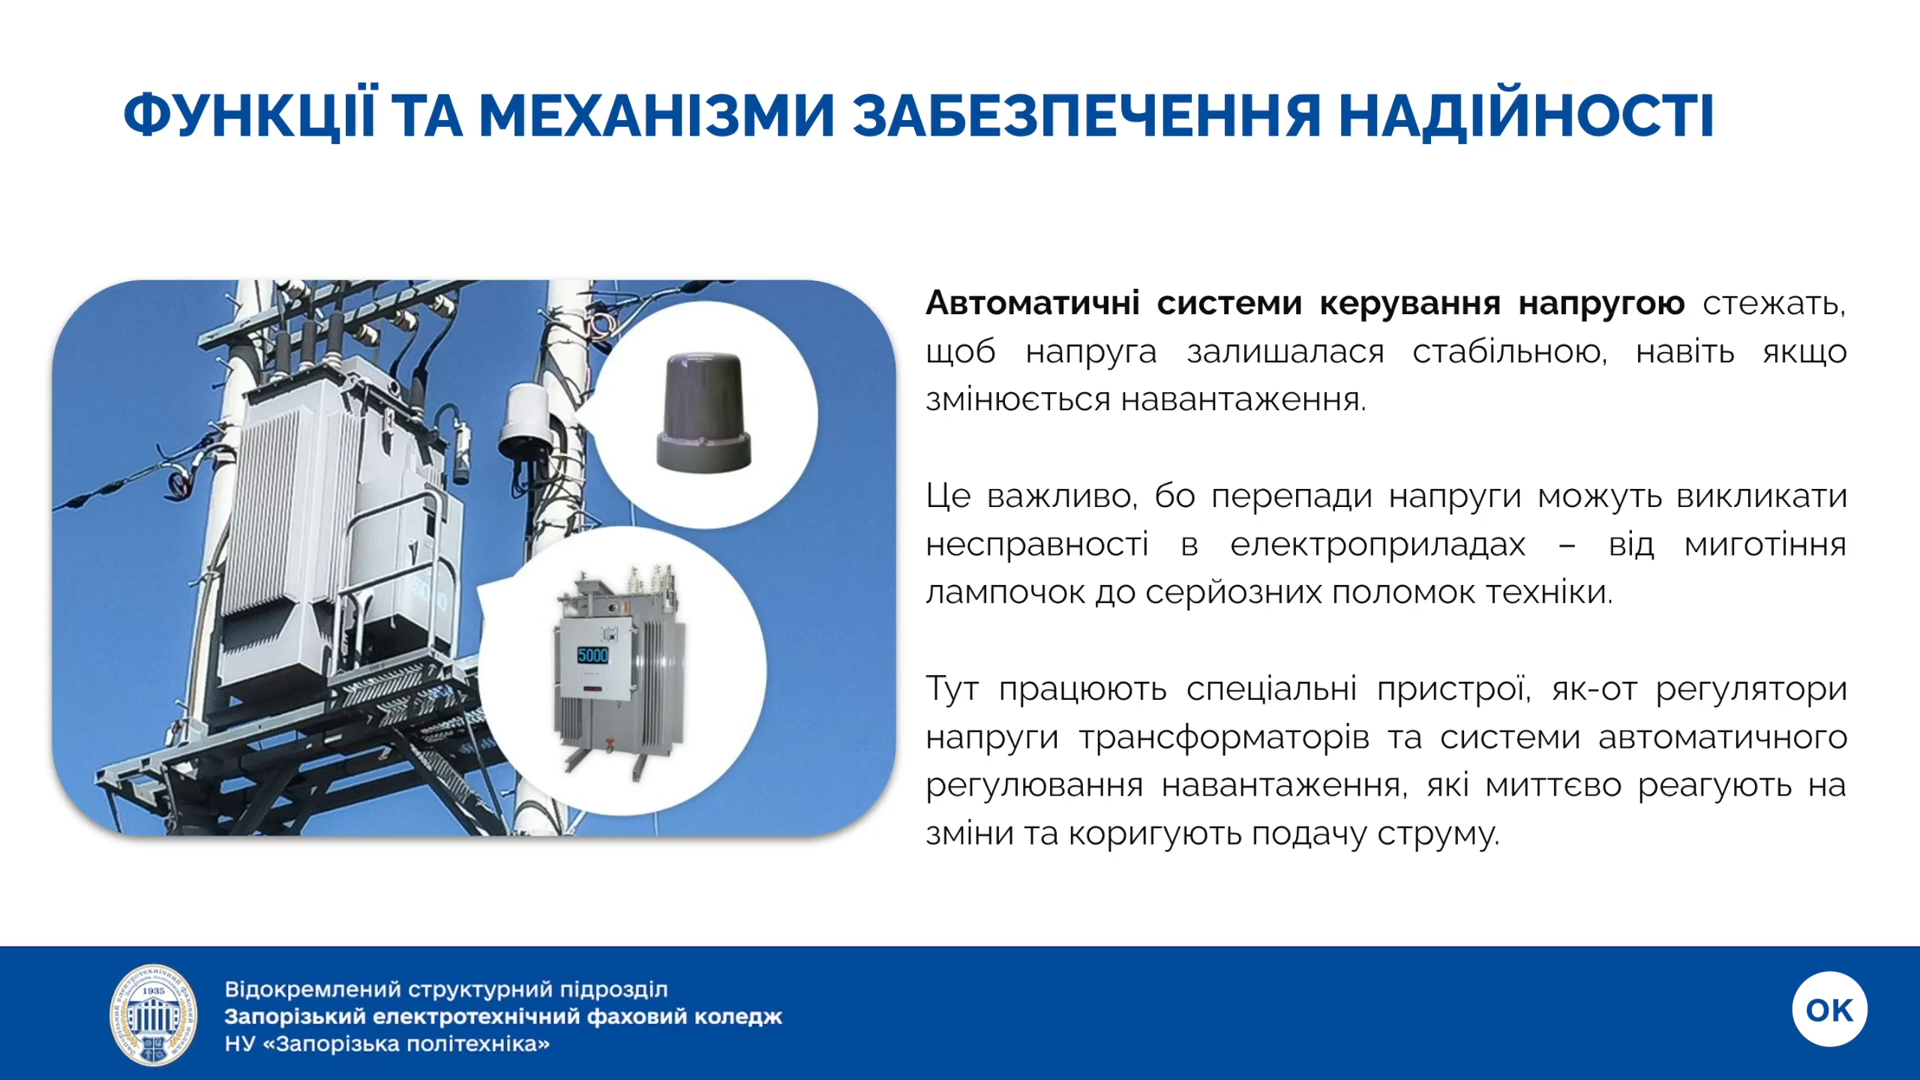 ФУНКЦІЇ ТА МЕХАНІЗМИ ЗАБЕЗПЕЧЕННЯ НАДІЙНОСТІ
Автоматичні системи керування напругою стежать,
щоб напруга залишалася стабільною, навіть якщо
змінюється навантаження.
Це важливо, бо перепади напруги можуть викликати
несправності в електроприладах – від миготіння
лампочок до серйозних поломок техніки.
Тут працюють спеціальні пристрої, як-от регулятори
напруги трансформаторів та системи автоматичного
регулювання навантаження, які миттєво реагують на
зміни та коригують подачу струму.
5000
1935
Відокремлений структурний підрозділ
Запорізький електротехнічний фаховий коледж
НУ «Запорізька політехніка»
ОК